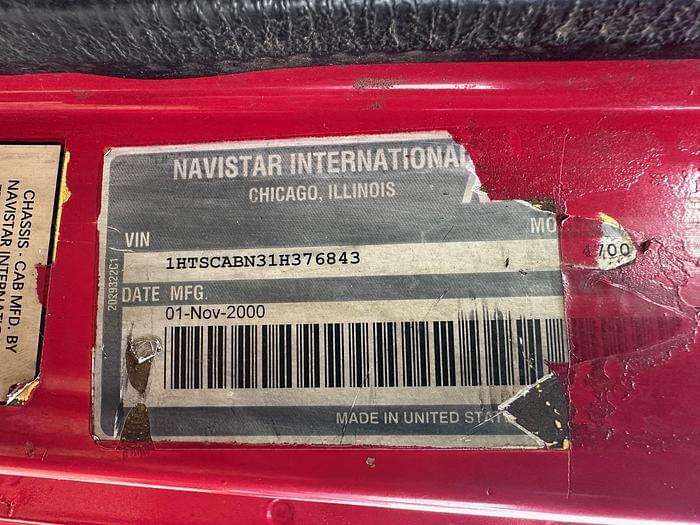 NAVISTAR INTERNATIONAL
CHICAGO, ILLINOIS
VIN
1HTSCABN31H376843
4700
DATE MFG.
01-Nov-2000
2029322C1
MADE IN UNITED STAT
CHASSIS - CAB MFD. BY
NAVISTAR INTERNAT